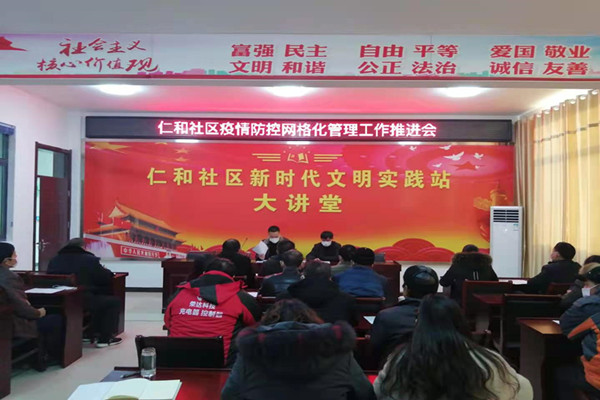 社会主义
核心价值观
富强 民主 自由 平等 爱国 敬业
文明 和谐 公正 法治 诚信 友善
仁和社区疫情防控网格化管理工作推进会
仁和社区新时代文明实践站
大讲堂